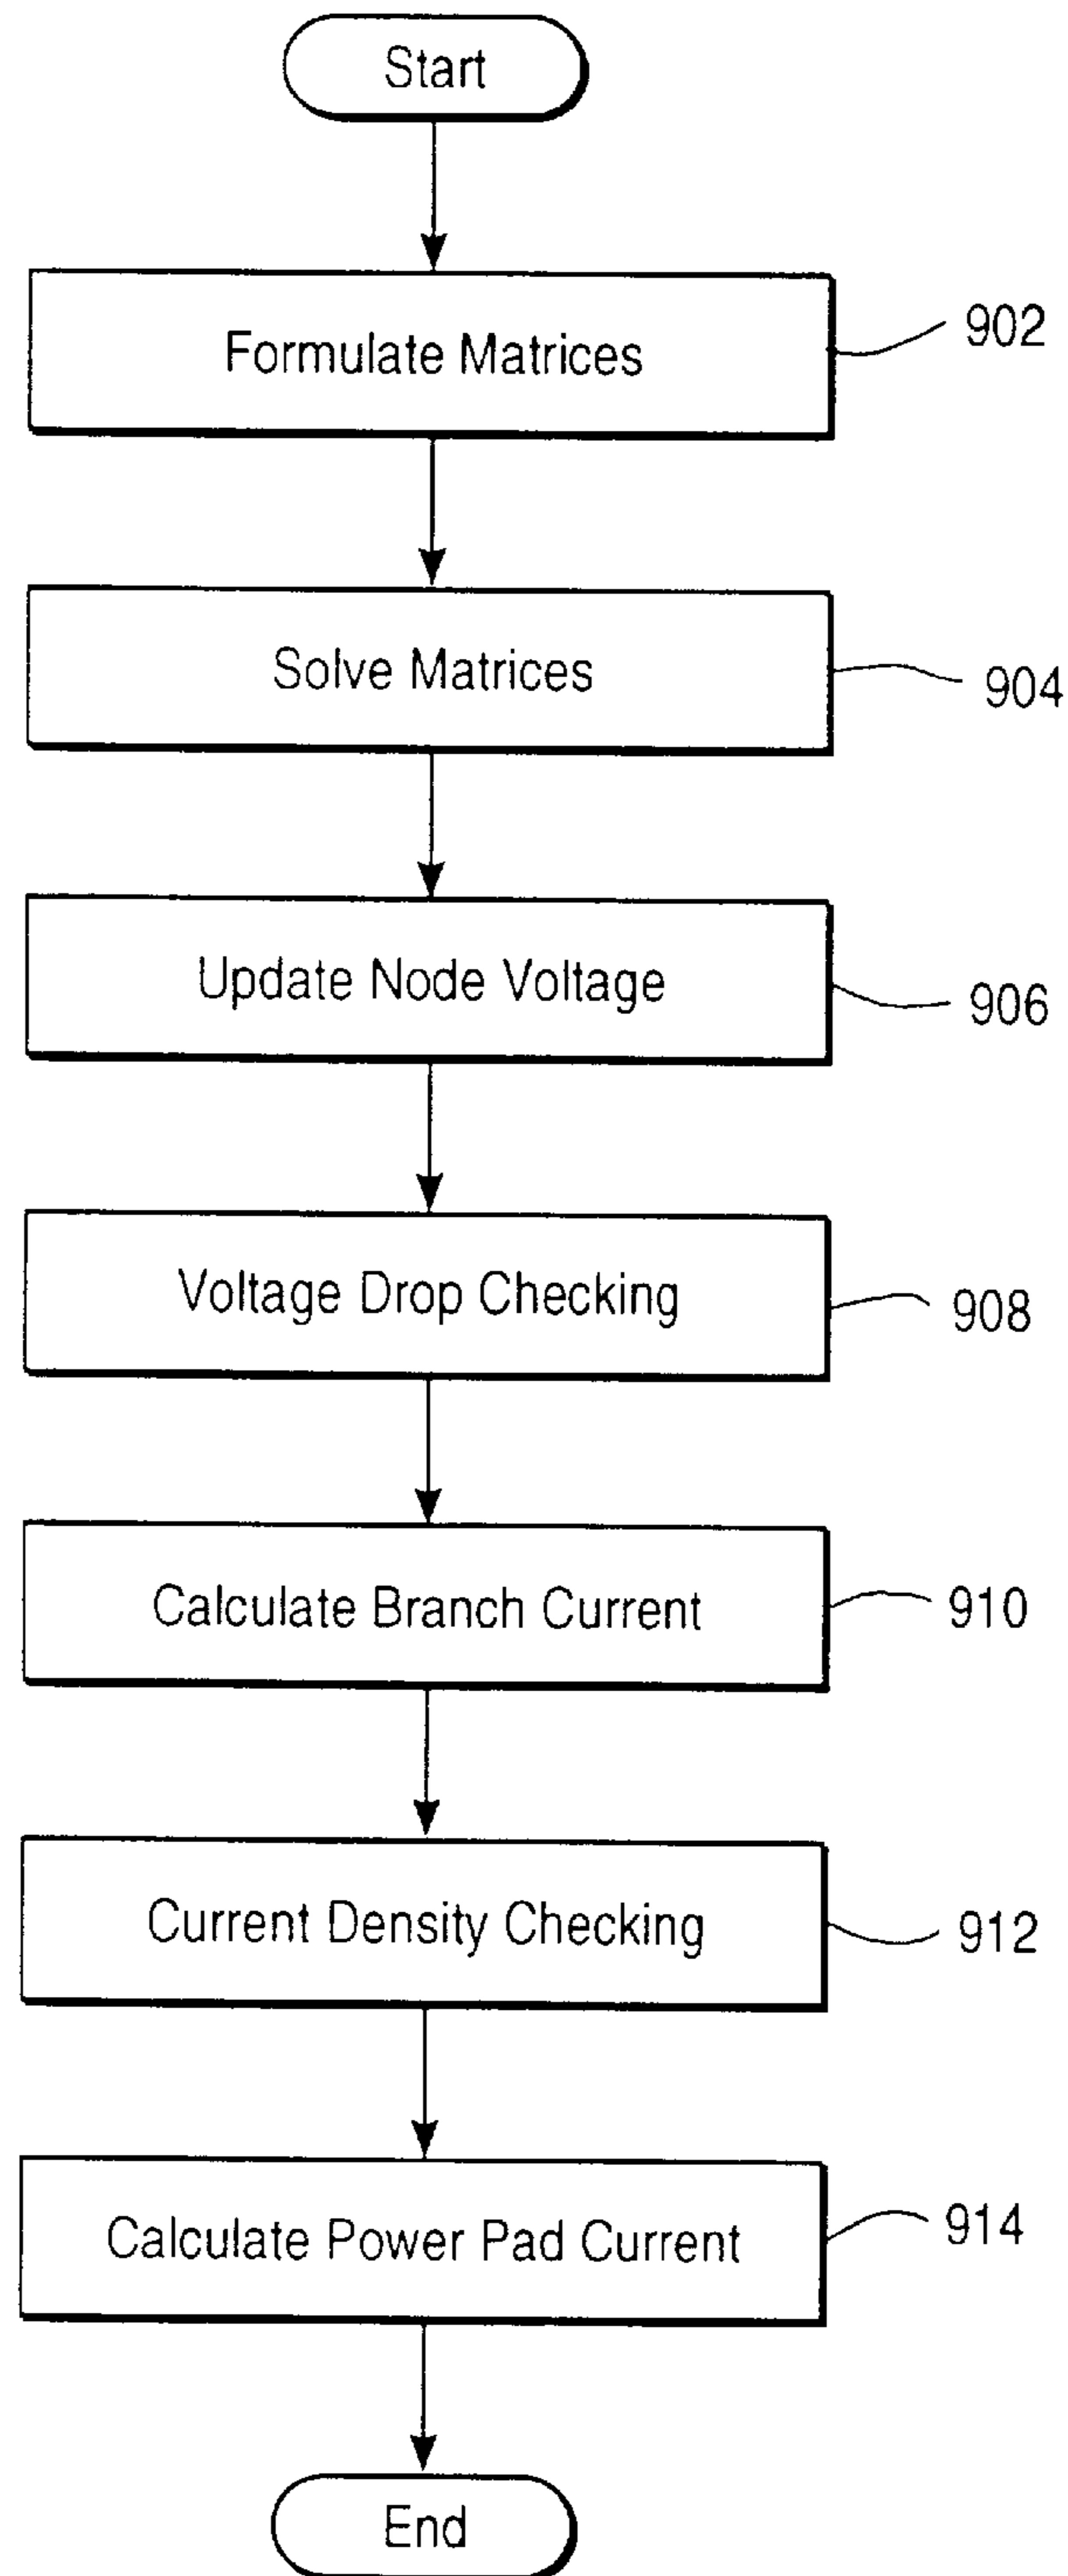 Start
Formulate Matrices
902
Solve Matrices
904
Update Node Voltage
906
Voltage Drop Checking
908
Calculate Branch Current
910
Current Density Checking
912
Calculate Power Pad Current
914
End